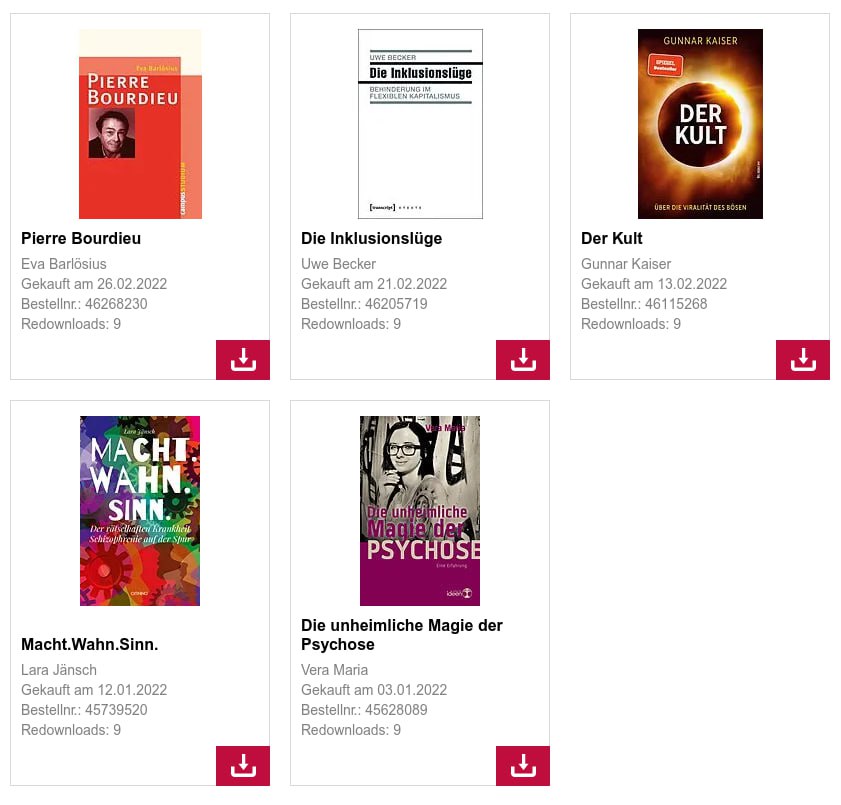 Eva Barlösius
PIERRE
BOURDIEU
campus STUDIUM
Pierre Bourdieu
Eva Barlösius
Gekauft am 26.02.2022
Bestellnr.: 46268230
Redownloads: 9
UWE BECKER
Die Inklusionslüge
BEHINDERUNG IM
FLEXIBLEN KAPITALISMUS
[transcript]
Die Inklusionslüge
Uwe Becker
Gekauft am 21.02.2022
Bestellnr.: 46205719
Redownloads: 9
GUNNAR KAISER
SPIEGEL
Bestseller
DER
KULT
ÜBER DIE VIRALITÄT DES BÖSEN
Der Kult
Gunnar Kaiser
Gekauft am 13.02.2022
Bestellnr.: 46115268
Redownloads: 9
Lara Jänsch
MACHT.
WAHN.
SINN.
Der rätselhaften Krankheit
Schizophrenie auf der Spur
Macht.Wahn.Sinn.
Lara Jänsch
Gekauft am 12.01.2022
Bestellnr.: 45739520
Redownloads: 9
Vera Maria
Die unheimliche
Magie der
PSYCHOSE
Eine Erfahrung
ideen
Die unheimliche Magie der
Psychose
Vera Maria
Gekauft am 03.01.2022
Bestellnr.: 45628089
Redownloads: 9